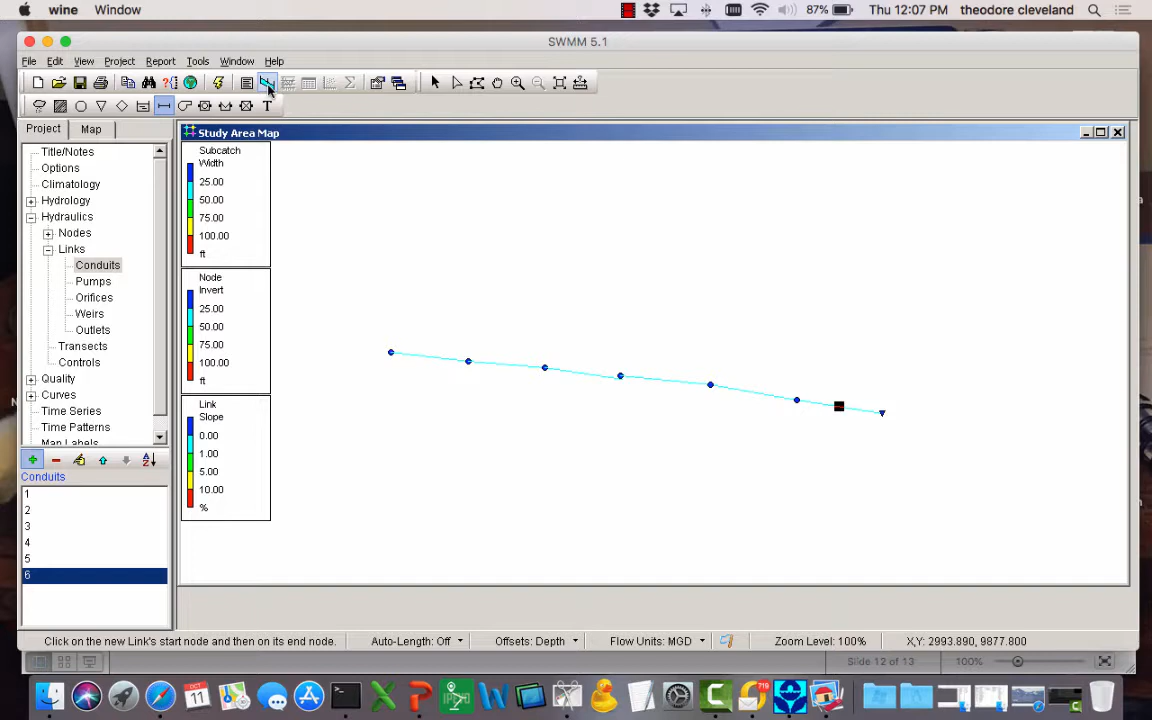 wine Window 87% Thu 12:07 PM theodore cleveland
SWMM 5.1
File Edit View Project Report Tools Window Help
T
Project Map
Study Area Map
Title/Notes
Options
Climatology
Hydrology
Hydraulics
Nodes
Links
Conduits
Pumps
Orifices
Weirs
Outlets
Transects
Controls
Quality
Curves
Time Series
Time Patterns
Map Labels
Conduits
1
2
3
4
5
6
Subcatch
Width
25.00
50.00
75.00
100.00
ft
Node
Invert
25.00
50.00
75.00
100.00
ft
Link
Slope
0.00
1.00
5.00
10.00
%
Click on the new Link's start node and then on its end node. Auto-Length: Off Offsets: Depth Flow Units: MGD Zoom Level: 100% X,Y: 2993.890, 9877.800
Slide 12 of 13 100%